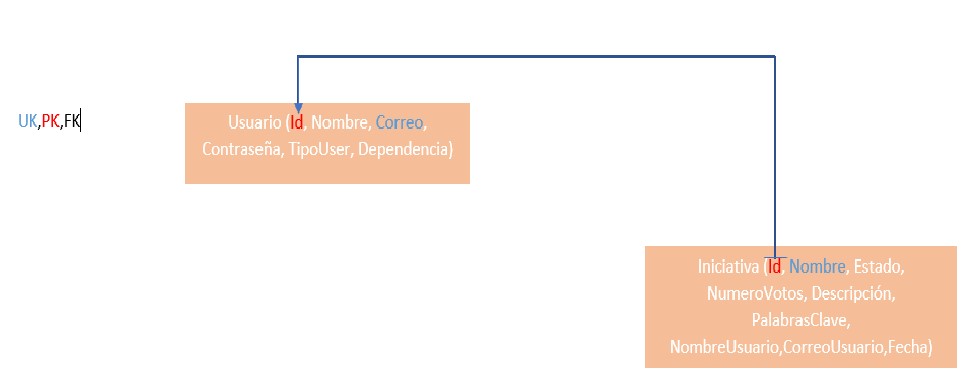 UK,PK,FK
Usuario (Id, Nombre, Correo,
Contraseña, TipoUser, Dependencia)
Iniciativa (Id, Nombre, Estado,
NumeroVotos, Descripción,
PalabrasClave,
NombreUsuario,CorreoUsuario,Fecha)